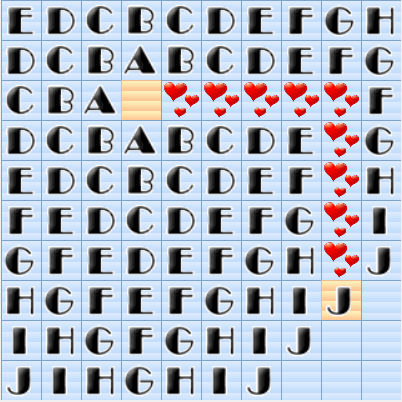 E D C B C D E F G H
D C B A B C D E F G
C B A F
D C B A B C D E G
E D C B C D E F H
F E D C D E F G I
G F E D E F G H J
H G F E F G H I J
I H G F G H I J
J I H G H I J